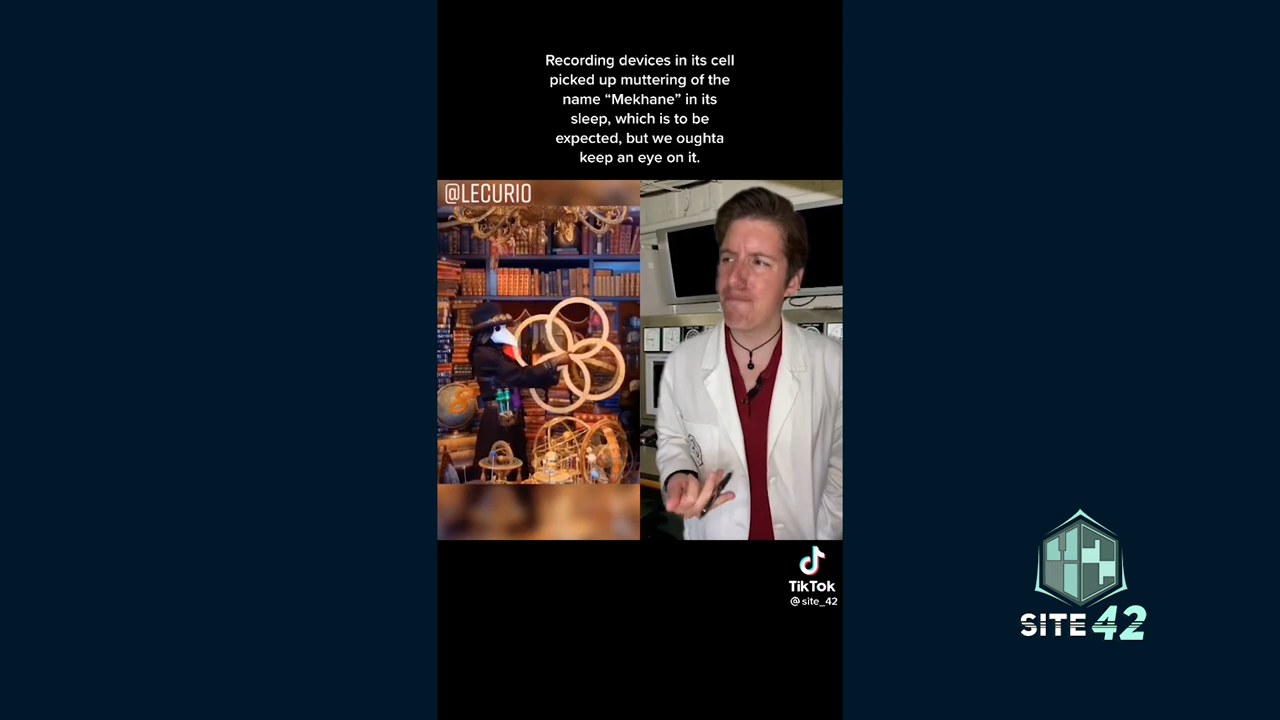 Recording devices in its cell
picked up muttering of the
name “Mekhane” in its
sleep, which is to be
expected, but we oughta
keep an eye on it.
@LECURIO
TikTok
@site_42
SITE 42